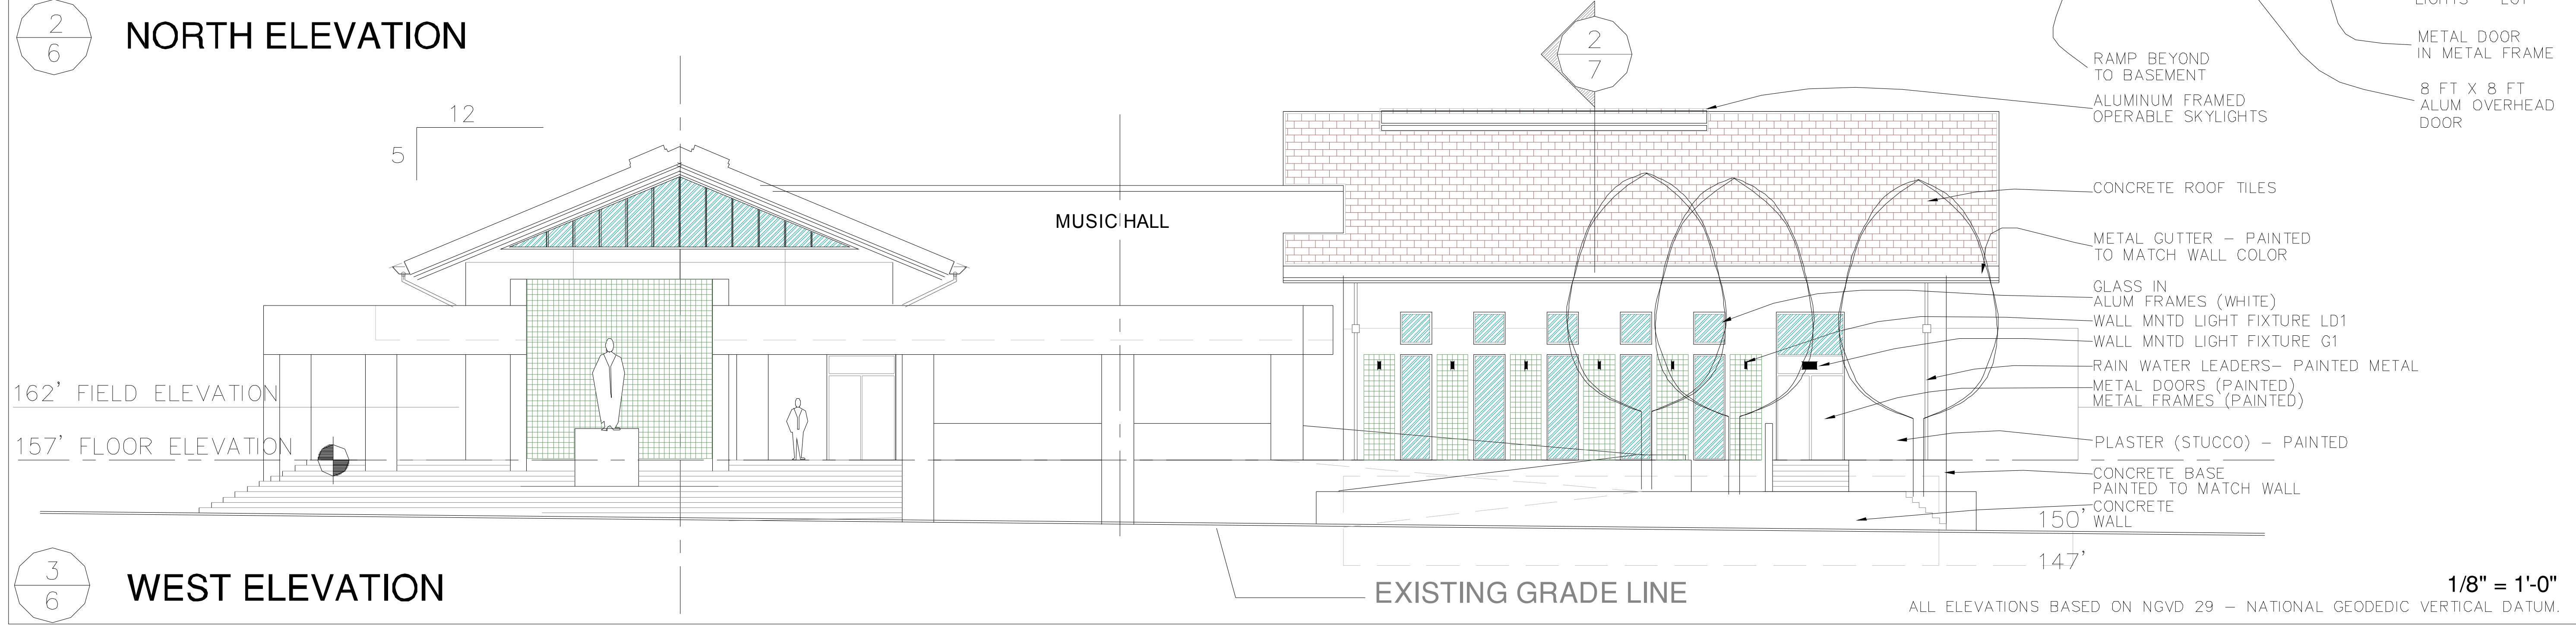 2
6
NORTH ELEVATION
2
7
METAL DOOR
IN METAL FRAME
RAMP BEYOND
TO BASEMENT
8 FT X 8 FT
ALUM OVERHEAD
DOOR
ALUMINUM FRAMED
OPERABLE SKYLIGHTS
12
5
CONCRETE ROOF TILES
MUSIC HALL
METAL GUTTER – PAINTED
TO MATCH WALL COLOR
GLASS IN
ALUM FRAMES (WHITE)
WALL MNTD LIGHT FIXTURE LD1
WALL MNTD LIGHT FIXTURE G1
RAIN WATER LEADERS– PAINTED METAL
METAL DOORS (PAINTED)
METAL FRAMES (PAINTED)
162' FIELD ELEVATION
157' FLOOR ELEVATION
PLASTER (STUCCO) – PAINTED
CONCRETE BASE
PAINTED TO MATCH WALL
CONCRETE
WALL
150'
147'
3
6
WEST ELEVATION
EXISTING GRADE LINE
1/8" = 1'-0"
ALL ELEVATIONS BASED ON NGVD 29 – NATIONAL GEODEDIC VERTICAL DATUM.